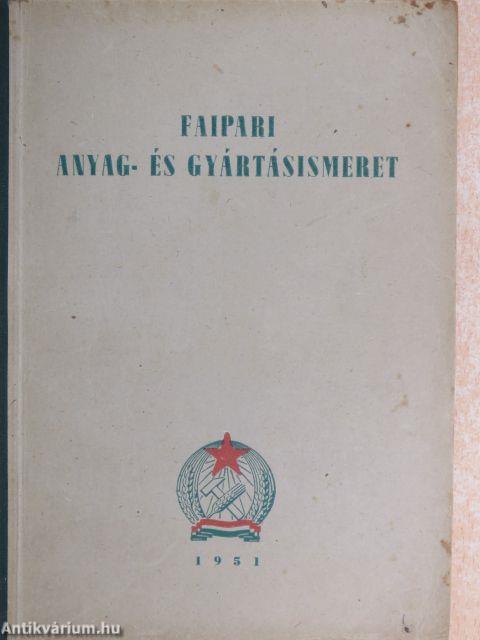 FAIPARI
ANYAG- ÉS GYÁRTÁSISMERET
1951
Antikvárium.hu